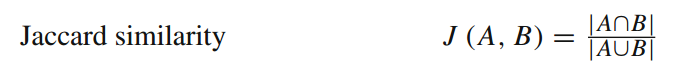 Jaccard similarity J (A, B) = |A∩B| / |A∪B|